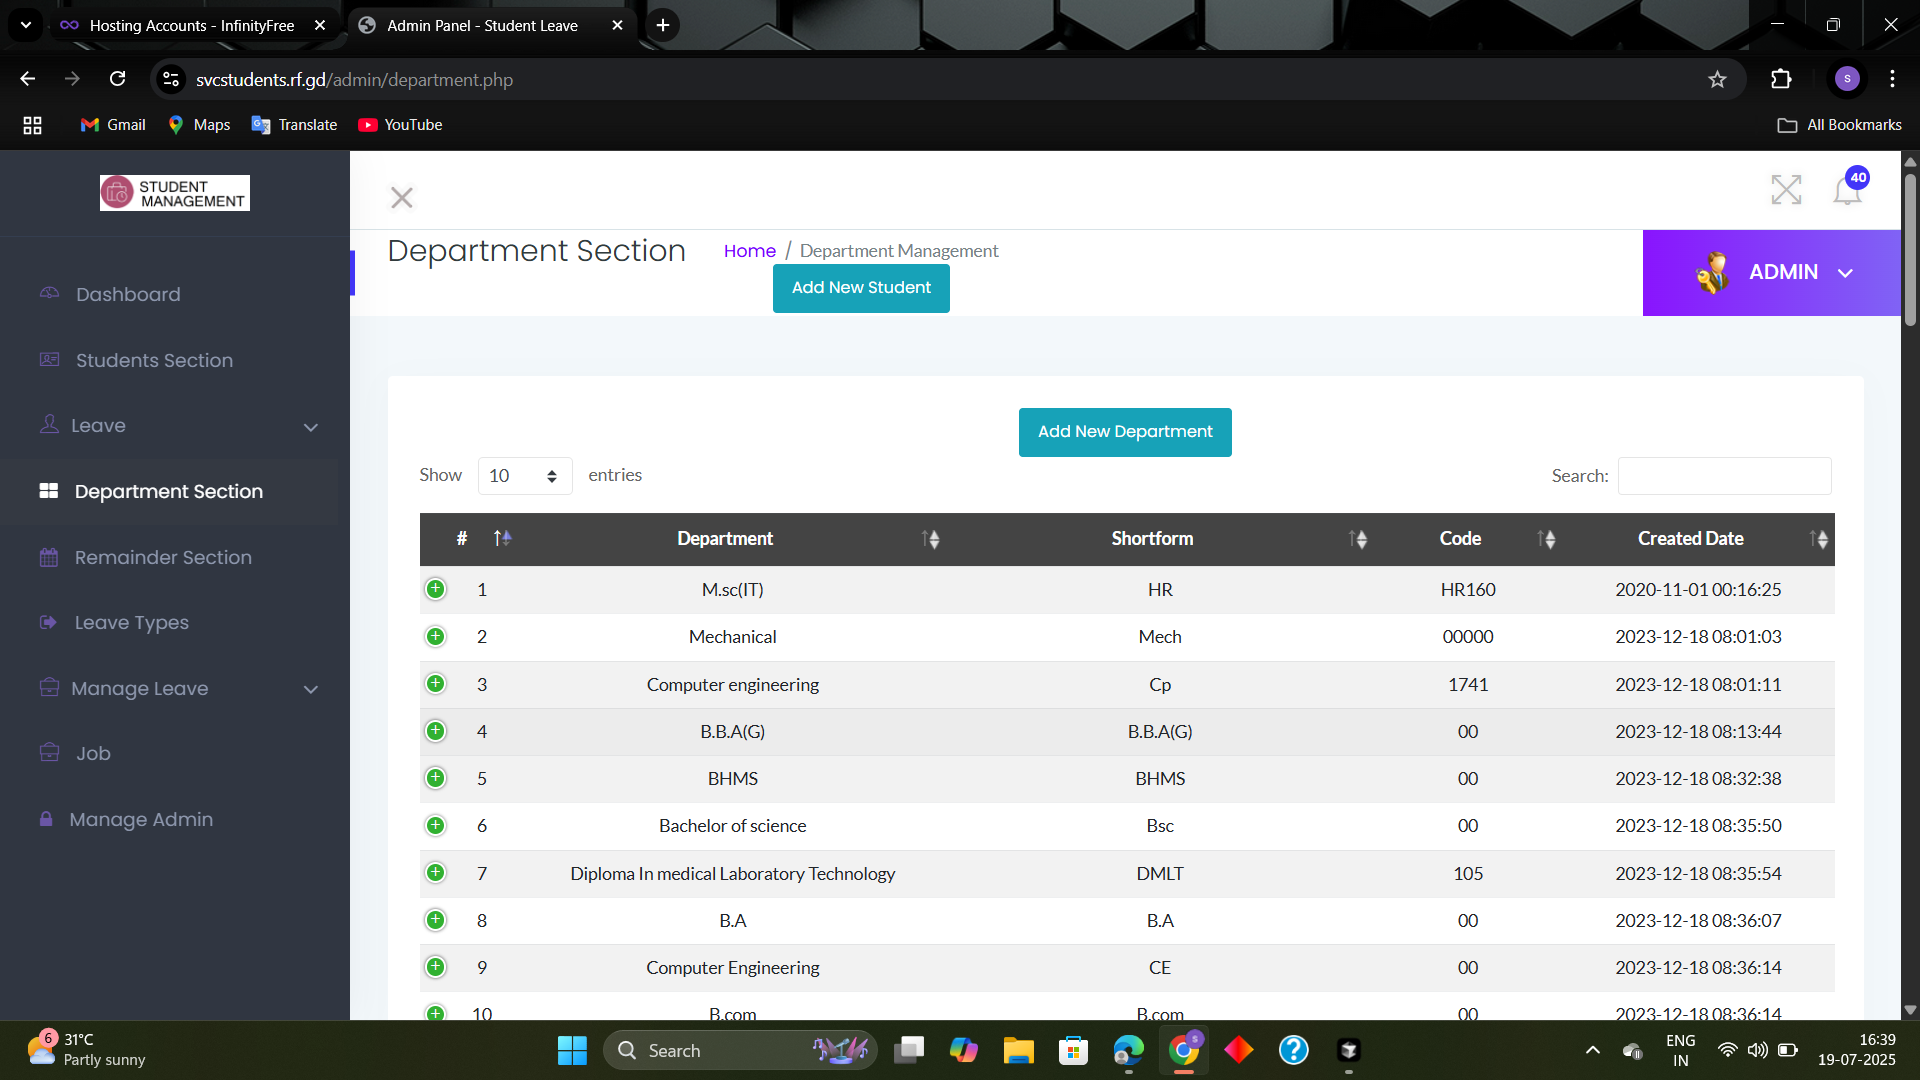 Hosting Accounts - InfinityFree
Admin Panel - Student Leave
svcstudents.rf.gd/admin/department.php
S
Gmail
Maps
Translate
YouTube
All Bookmarks
STUDENT
MANAGEMENT
40
Department Section
Home / Department Management
Add New Student
ADMIN
Dashboard
Students Section
Leave
Department Section
Remainder Section
Leave Types
Manage Leave
Job
Manage Admin
Add New Department
Show 10 entries
Search:
# Department Shortform Code Created Date
1 M.sc(IT) HR HR160 2020-11-01 00:16:25
2 Mechanical Mech 00000 2023-12-18 08:01:03
3 Computer engineering Cp 1741 2023-12-18 08:01:11
4 B.B.A(G) B.B.A(G) 00 2023-12-18 08:13:44
5 BHMS BHMS 00 2023-12-18 08:32:38
6 Bachelor of science Bsc 00 2023-12-18 08:35:50
7 Diploma In medical Laboratory Technology DMLT 105 2023-12-18 08:35:54
8 B.A B.A 00 2023-12-18 08:36:07
9 Computer Engineering CE 00 2023-12-18 08:36:14
10 B.com B.com 00 2023-12-18 08:36:14
6
31°C
Partly sunny
Search
S
ENG
IN
16:39
19-07-2025